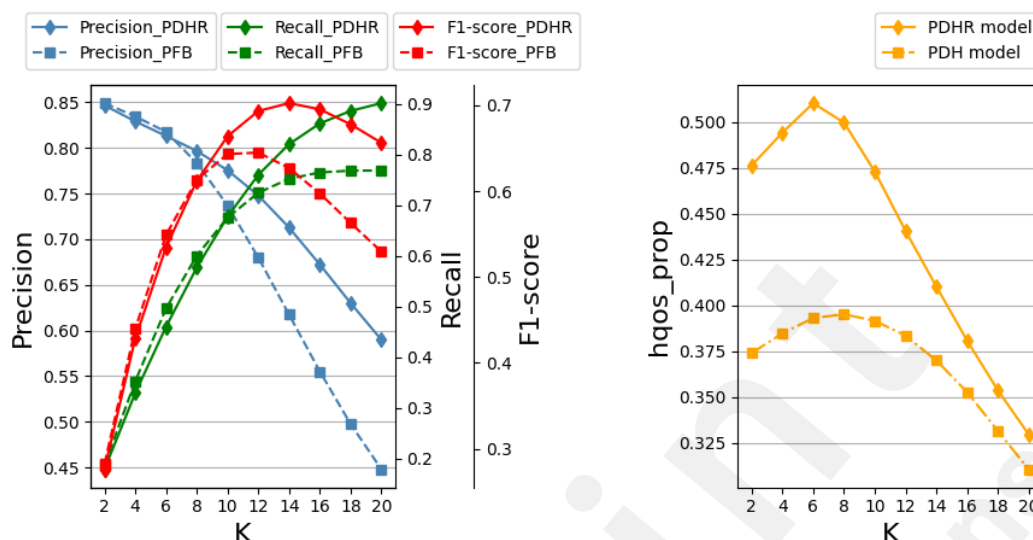 Precision_PDHR
Precision_PFB
Recall_PDHR
Recall_PFB
F1-score_PDHR
F1-score_PFB
0.85
0.80
0.75
0.70
0.65
0.60
0.55
0.50
0.45
Precision
2 4 6 8 10 12 14 16 18 20
K
0.9
0.8
0.7
0.6
0.5
0.4
0.3
0.2
Recall
0.7
0.6
0.5
0.4
0.3
F1-score
PDHR model
PDH model
0.500
0.475
0.450
0.425
0.400
0.375
0.350
0.325
hqos_prop
2 4 6 8 10 12 14 16 18 20
K
int